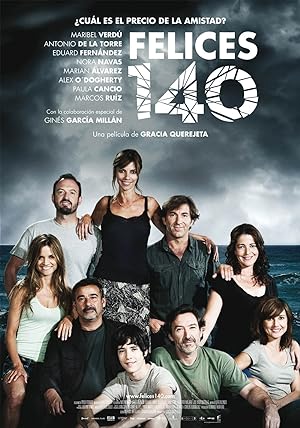 ¿CUÁL ES EL PRECIO DE LA AMISTAD?
MARIBEL VERDÚ
ANTONIO DE LA TORRE
EDUARD FERNÁNDEZ
NORA NAVAS
MARIAN ÁLVAREZ
ALEX O'DOGHERTY
PAULA CANCIO
MARCOS RUÍZ
Con la colaboración especial de
GINÉS GARCÍA MILLÁN
FELICES
140
Una película de GRACIA QUEREJETA
www.felices140.com